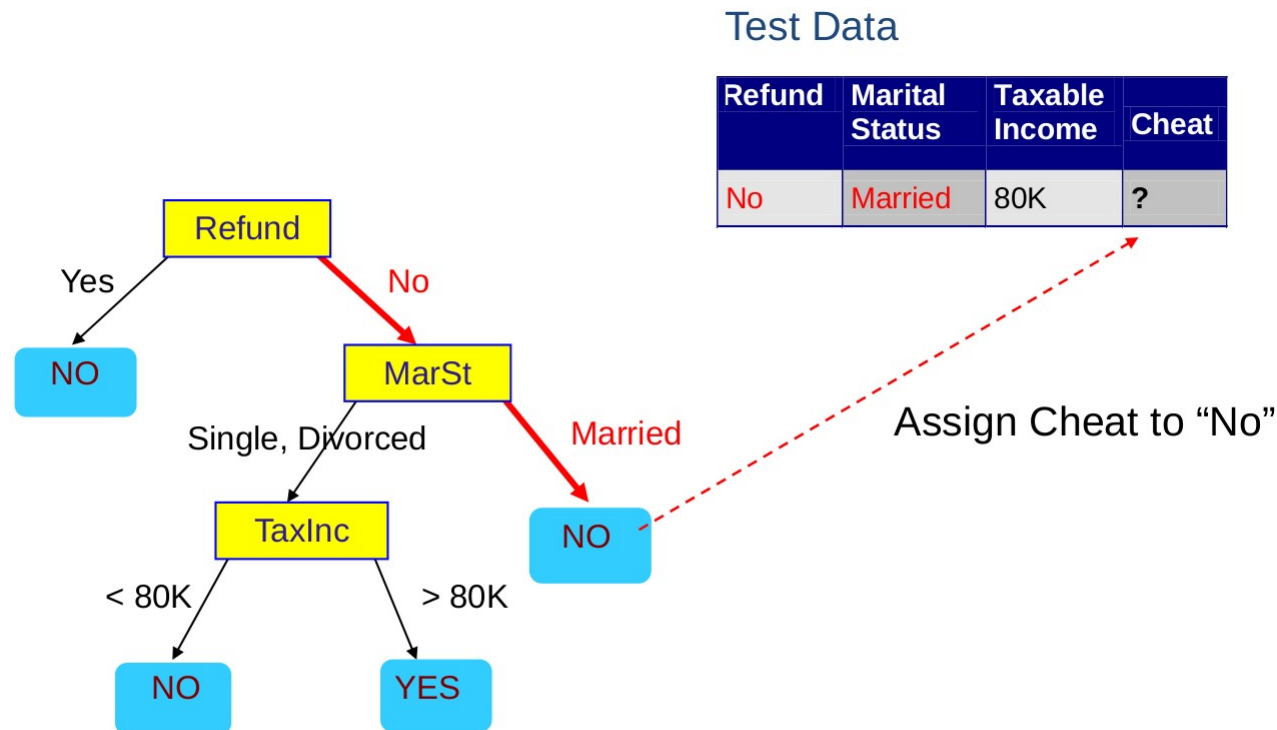 Test Data
Refund Marital Status Taxable Income Cheat
No Married 80K ?
Refund
Yes No
NO MarSt
Single, Divorced Married
Assign Cheat to “No”
TaxInc NO
< 80K > 80K
NO YES